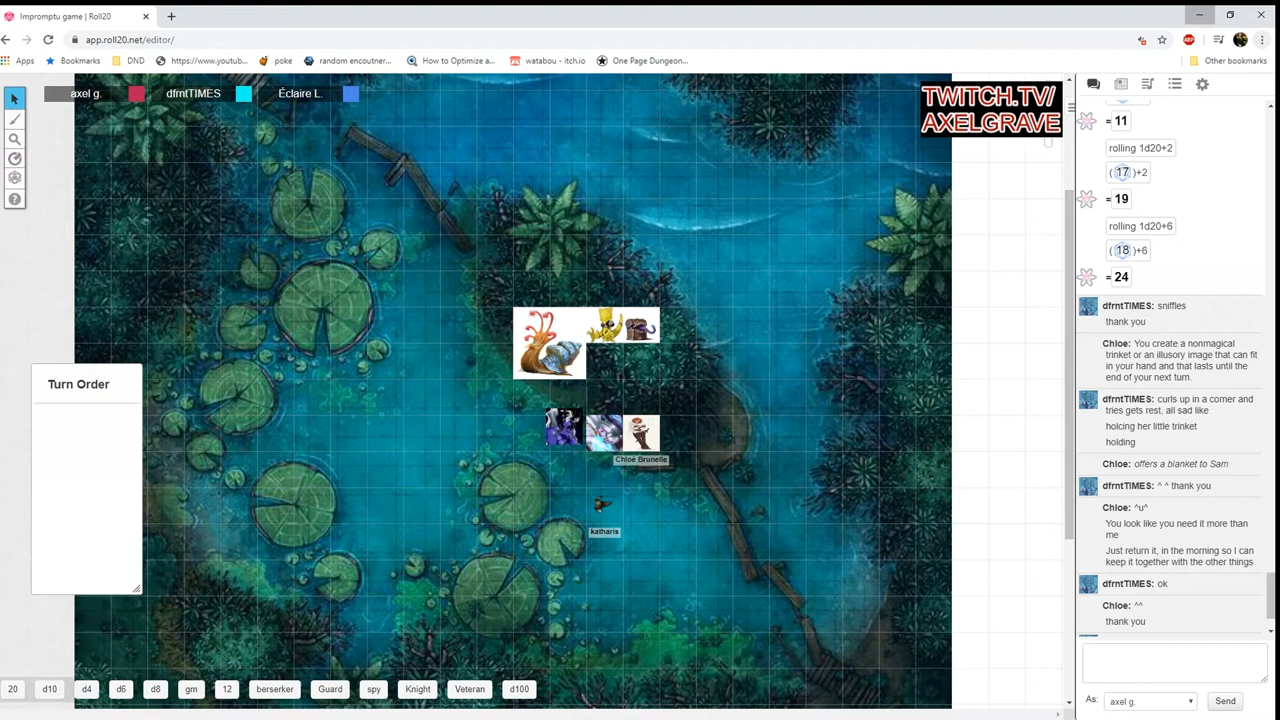 Impromptu game | Roll20
app.roll20.net/editor/
Apps
Bookmarks
DND
https://www.youtub...
poke
random encoutner...
How to Optimize a...
watabou - itch.io
One Page Dungeon...
Other bookmarks
axel g.
dfrntTIMES
Éclaire L.
TWITCH.TV/
AXELGRAVE
Turn Order
Chloé Brunelle
katharis
20
d10
d4
d6
d8
gm
12
berserker
Guard
spy
Knight
Veteran
d100
= 11
rolling 1d20+2
(17)+2
= 19
rolling 1d20+6
(18)+6
= 24
dfrntTIMES: sniffles
thank you
Chloe: You create a nonmagical
trinket or an illusory image that can fit
in your hand and that lasts until the
end of your next turn.
dfrntTIMES: curls up in a corner and
tries gets rest, all sad like
holcing her little trinket
holding
Chloe: offers a blanket to Sam
dfrntTIMES: ^ ^ thank you
Chloe: ^u^
You look like you need it more than
me
Just return it, in the morning so I can
keep it together with the other things
dfrntTIMES: ok
Chloe: ^^
thank you
As:
axel g.
Send